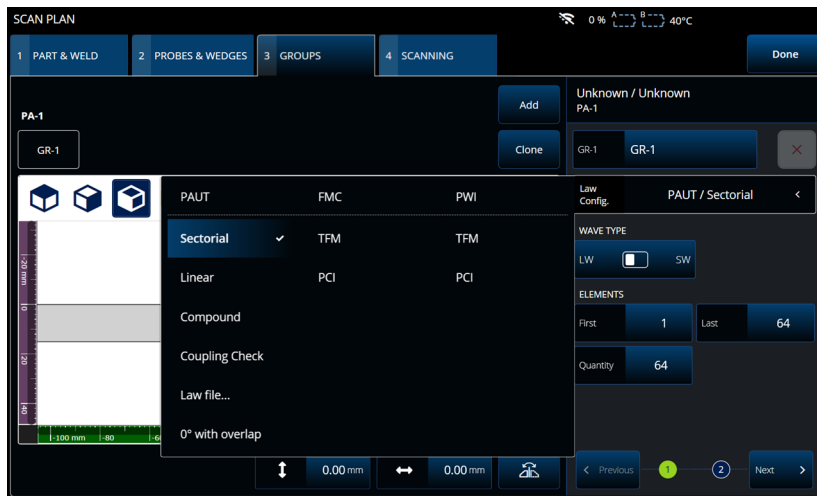 SCAN PLAN
0 % A B 40°C
1 PART & WELD 2 PROBES & WEDGES 3 GROUPS 4 SCANNING Done
PA-1 Add Unknown / Unknown
PA-1
GR-1 Clone GR-1 GR-1
PAUT FMC PWI Law Config. PAUT / Sectorial
Sectorial TFM TFM WAVE TYPE
LW SW
Linear PCI PCI ELEMENTS
Compound First 1 Last 64
Coupling Check Quantity 64
Law file...
0° with overlap
-20 mm
0
20
40
-100 mm -80 -6
0.00 mm 0.00 mm Previous 1 2 Next